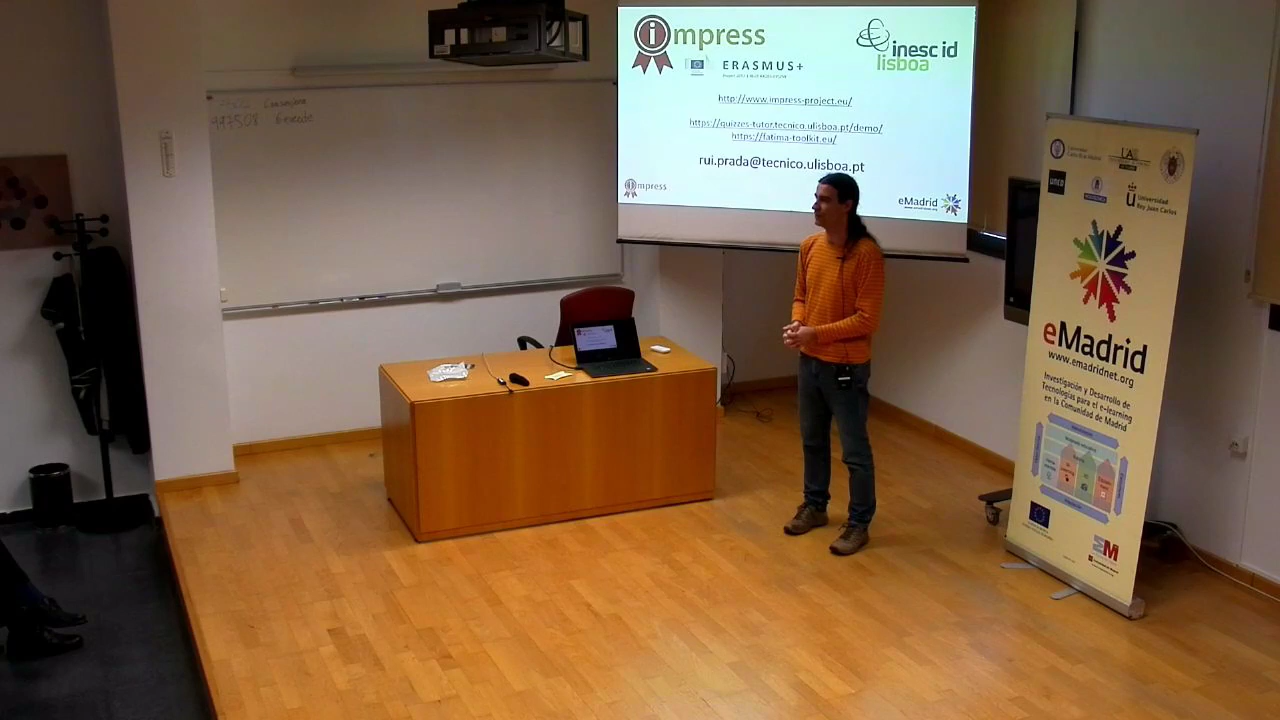 impress
ERASMUS+
inesc id
lisboa
http://www.impress-project.eu/
https://quizzes-tutor.tecnico.ulisboa.pt/demo/
https://fatima-toolkit.eu/
rui.prada@tecnico.ulisboa.pt
impress
eMadrid
997508
Universidad
Rey Juan Carlos
eMadrid
www.emadridnet.org
Investigación y Desarrollo de
Tecnologías para el e-learning
en la Comunidad de Madrid
EM